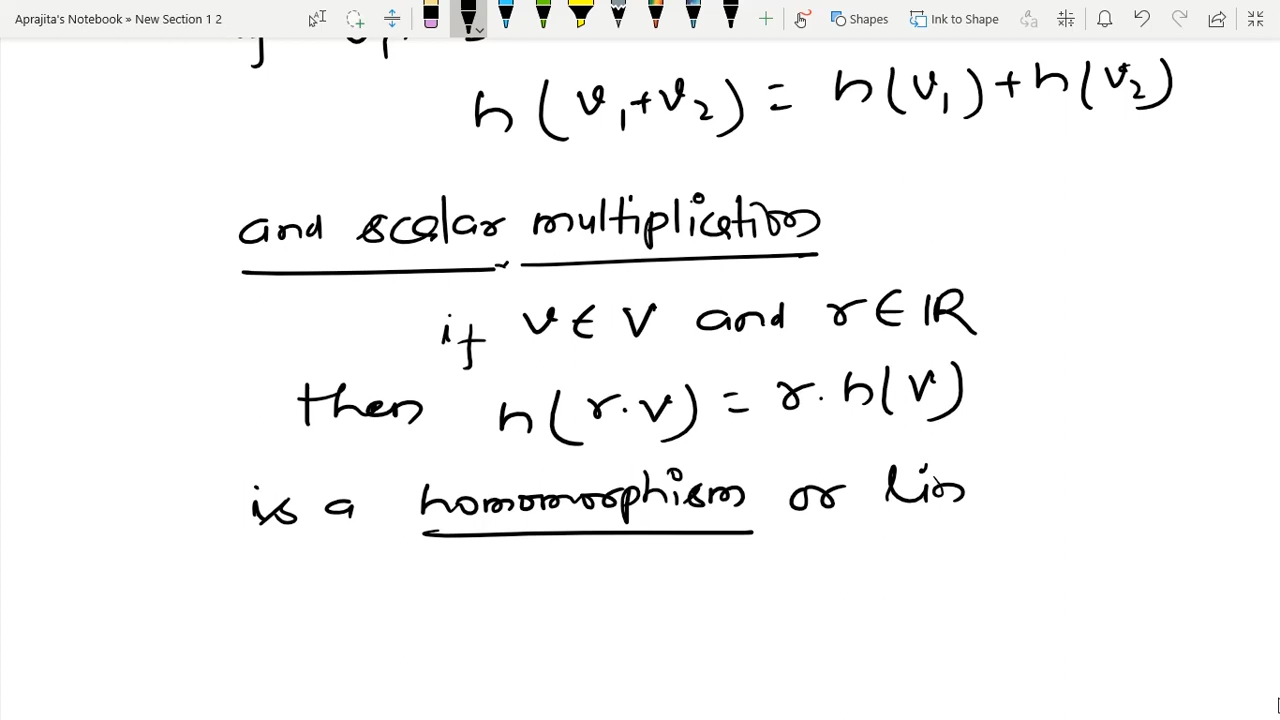 Aprajita's Notebook » New Section 1 2
Shapes
Ink to Shape
h(v₁+v₂) = h(v₁)+h(v₂)
and scalar multiplication
if v ∈ V and r ∈ ℝ
then h(r.v) = r.h(v)
is a homomorphism or lin